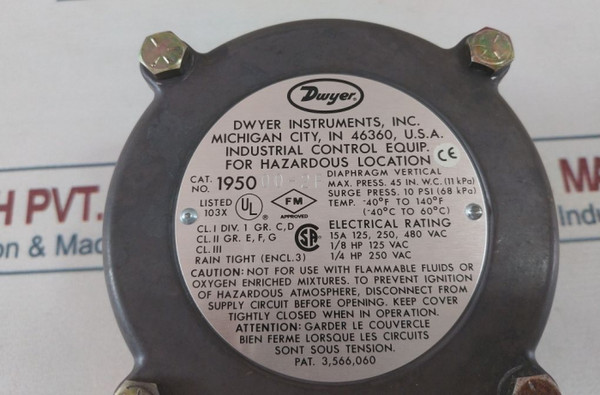 Dwyer.
DWYER INSTRUMENTS, INC.
MICHIGAN CITY, IN 46360, U.S.A.
INDUSTRIAL CONTROL EQUIP.
FOR HAZARDOUS LOCATION
CE
CAT. NO. 1950
DIAPHRAGM VERTICAL
MAX. PRESS. 45 IN. W.C. (11 kPa)
SURGE PRESS. 10 PSI (68 kPa)
TEMP. -40°F TO 140°F
(-40°C TO 60°C)
LISTED
103X
UL
FM
APPROVED
CL. I DIV. 1 GR. C, D
CL. II GR. E, F, G
CL. III
RAIN TIGHT (ENCL.3)
SA
ELECTRICAL RATING
15A 125, 250, 480 VAC
1/8 HP 125 VAC
1/4 HP 250 VAC
CAUTION: NOT FOR USE WITH FLAMMABLE FLUIDS OR
OXYGEN ENRICHED MIXTURES. TO PREVENT IGNITION
OF HAZARDOUS ATMOSPHERE, DISCONNECT FROM
SUPPLY CIRCUIT BEFORE OPENING. KEEP COVER
TIGHTLY CLOSED WHEN IN OPERATION.
ATTENTION: GARDER LE COUVERCLE
BIEN FERME LORSQUE LES CIRCUITS
SONT SOUS TENSION.
PAT. 3,566,060
H PVT.
on & Mac
MA
Indus